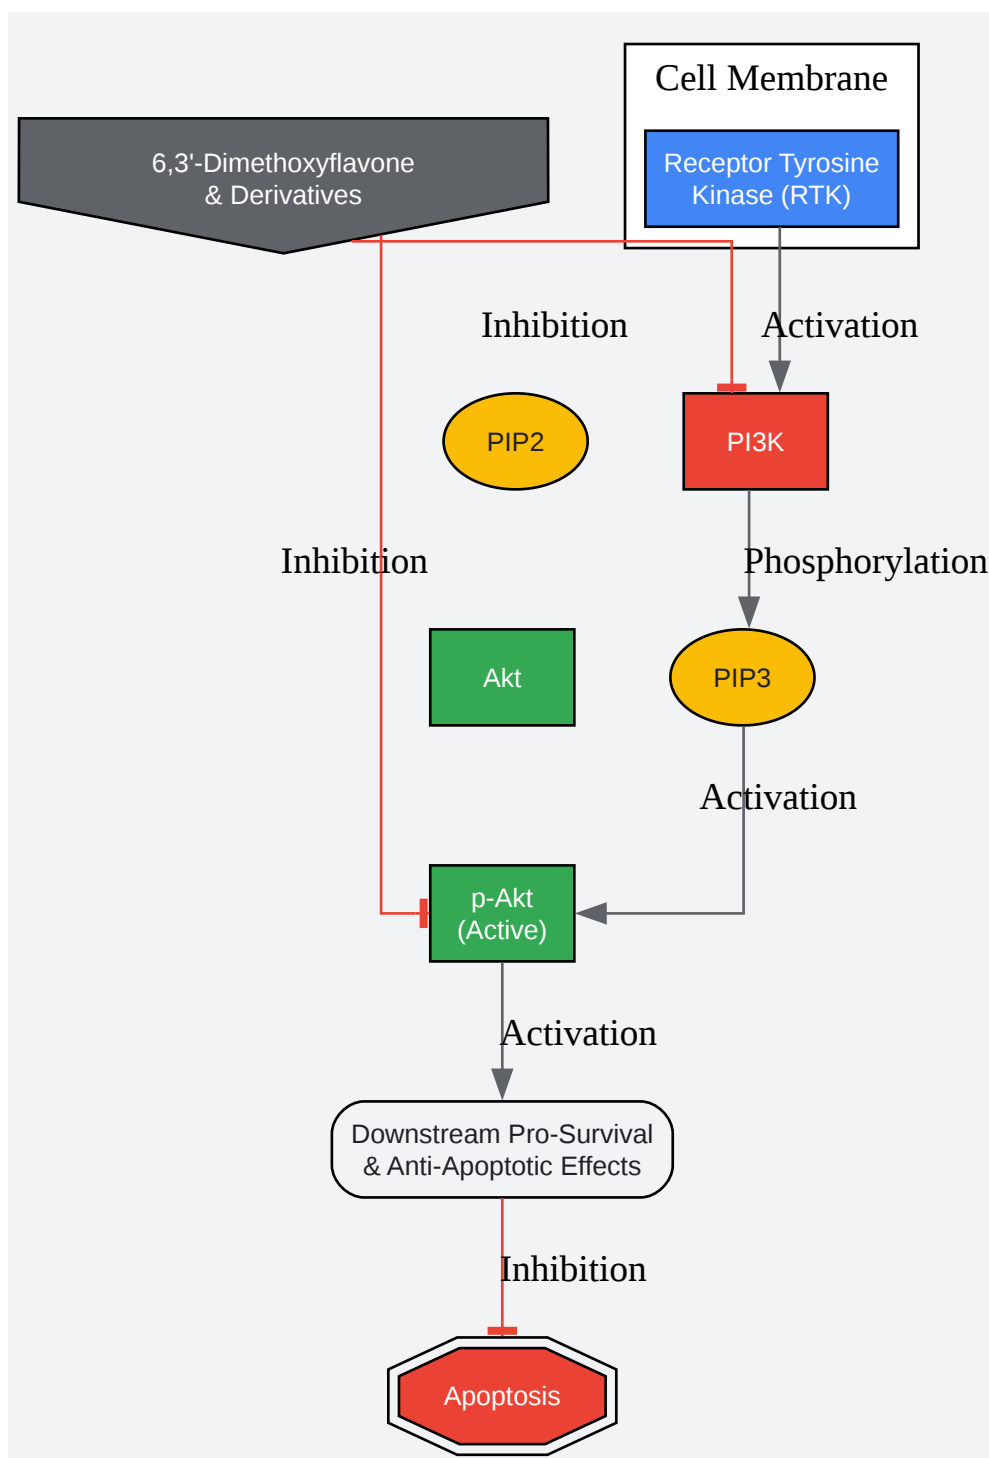 Cell Membrane
6,3'-Dimethoxyflavone
& Derivatives
Receptor Tyrosine
Kinase (RTK)
Inhibition
Activation
PIP2
PI3K
Inhibition
Phosphorylation
Akt
PIP3
Activation
p-Akt
(Active)
Activation
Downstream Pro-Survival
& Anti-Apoptotic Effects
Inhibition
Apoptosis